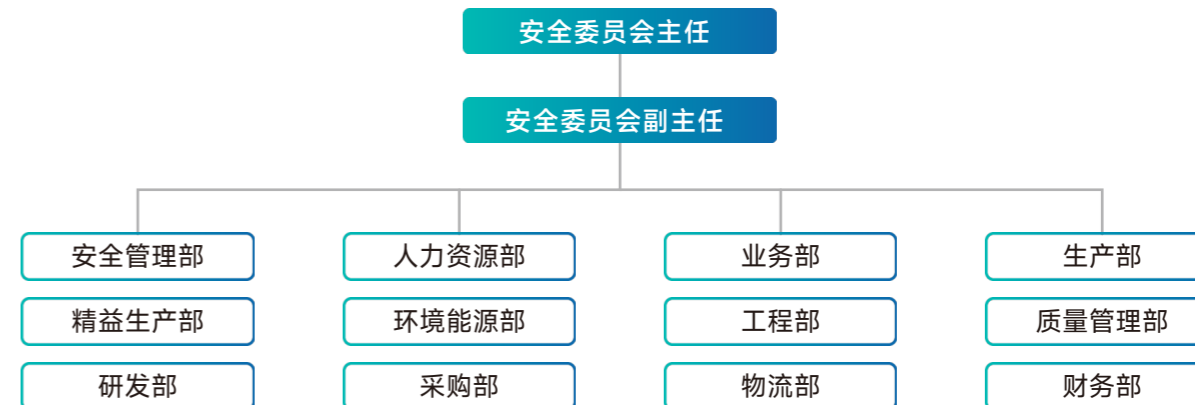 安全委员会主任
安全委员会副主任
安全管理部
人力资源部
业务部
生产部
精益生产部
环境能源部
工程部
质量管理部
研发部
采购部
物流部
财务部